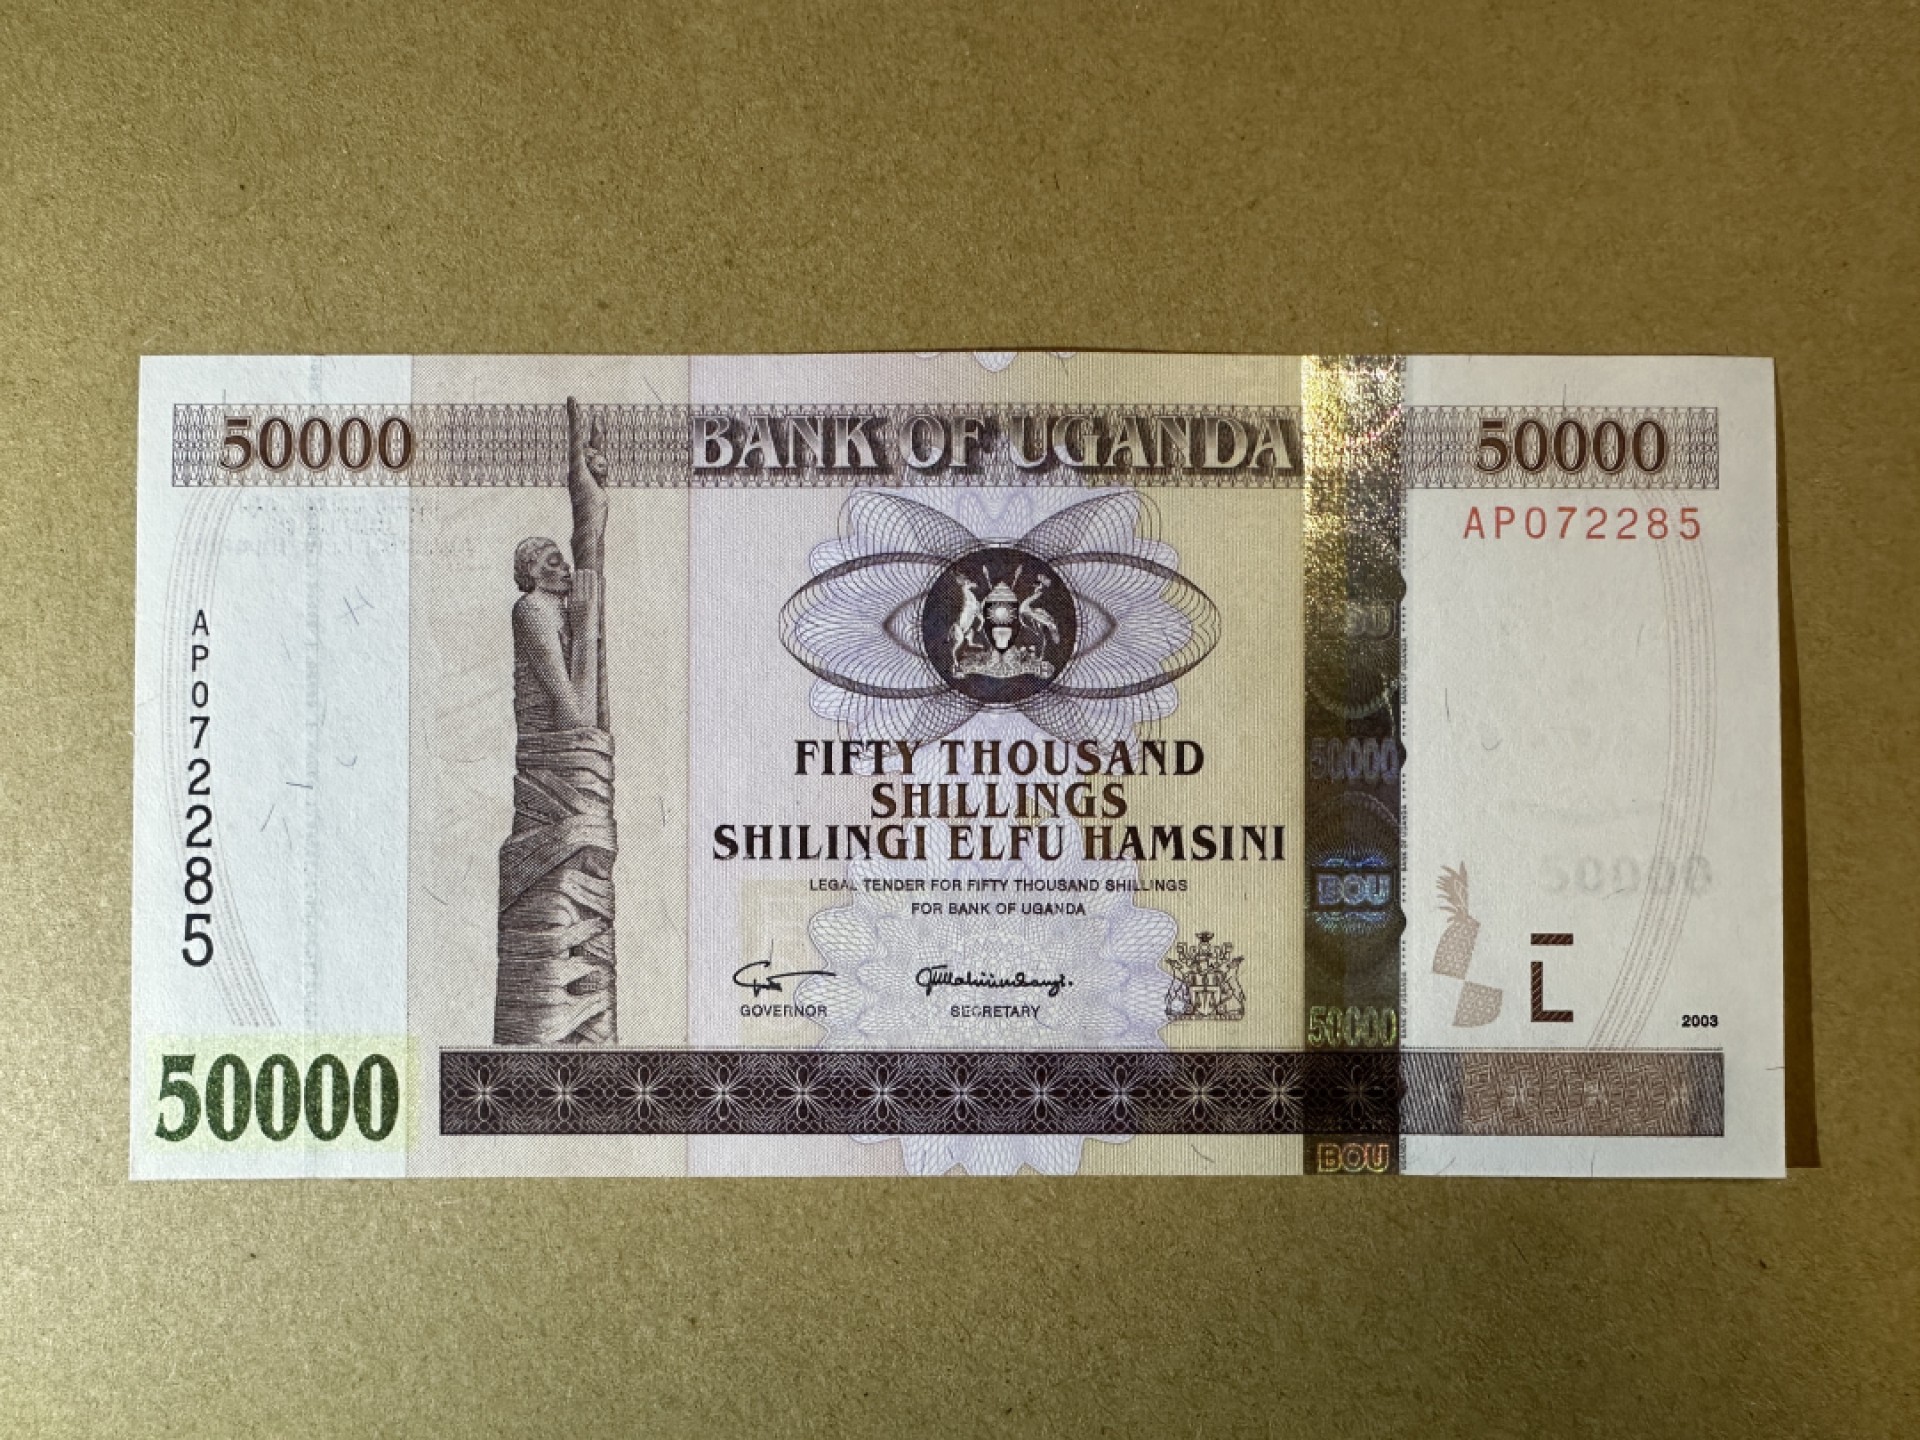 50000
BANK OF UGANDA
50000
AP072285
AP072285
FIFTY THOUSAND
SHILLINGS
SHILINGI ELFU HAMSINI
LEGAL TENDER FOR FIFTY THOUSAND SHILLINGS
FOR BANK OF UGANDA
GOVERNOR
SECRETARY
50000
BOU
50000
BOU
50000
BOU
2003